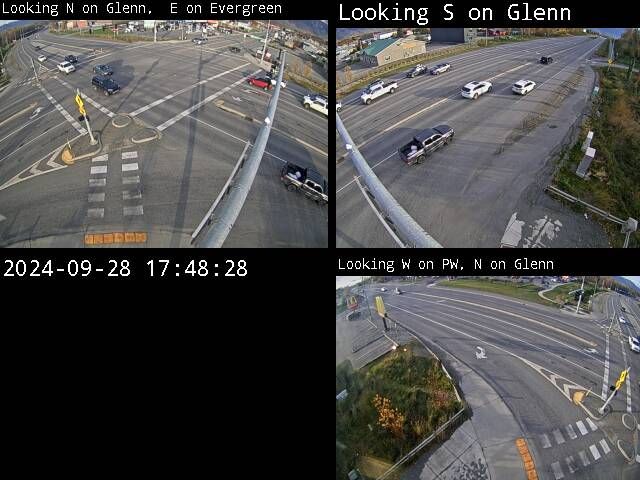 Looking N on Glenn,  E on Evergreen
Looking S on Glenn
2024-09-28 17:48:28
Looking W on PW, N on Glenn